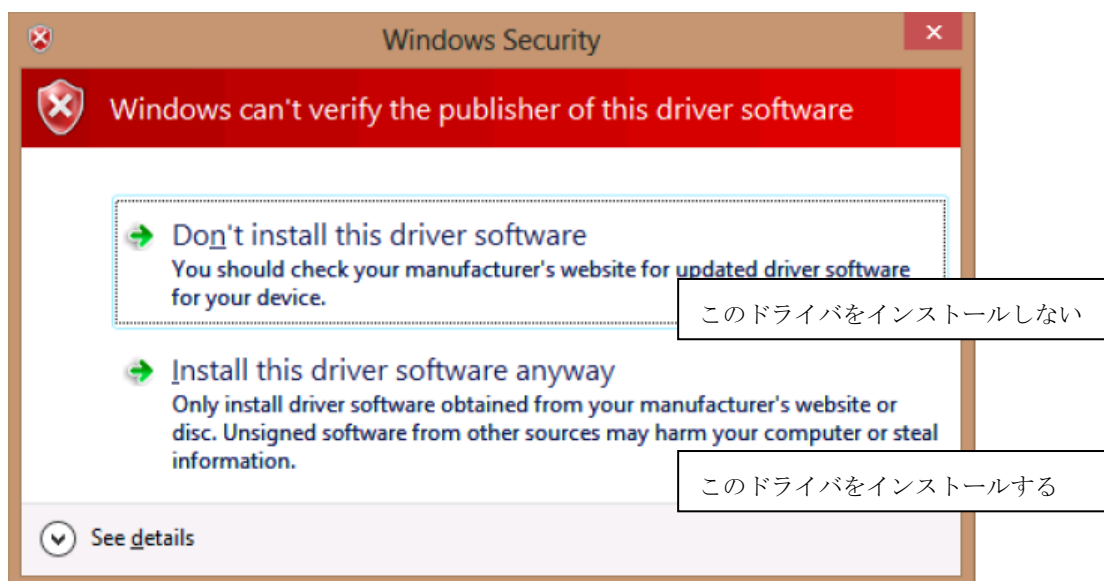 Windows Security
Windows can't verify the publisher of this driver software
Don't install this driver software
You should check your manufacturer's website for updated driver software
for your device.
このドライバをインストールしない
Install this driver software anyway
Only install driver software obtained from your manufacturer's website or
disc. Unsigned software from other sources may harm your computer or steal
information.
このドライバをインストールする
See details